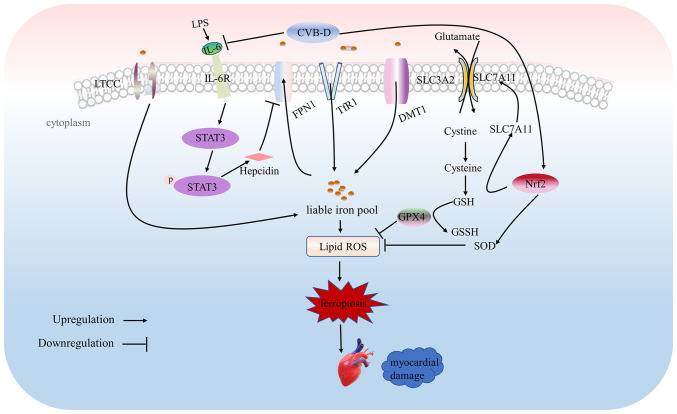 LPS
CVB-D
Glutamate
IL-6
LTCC
IL-6R
FPN1
TfR1
DMT1
SLC3A2
SLC7A11
cytoplasm
STAT3
Hepcidin
P
STAT3
SLC7A11
Cystine
Cysteine
Nrf2
GSH
liable iron pool
GPX4
GSSH
Lipid ROS
SOD
ferroptosis
Upregulation
Downregulation
myocardial
damage